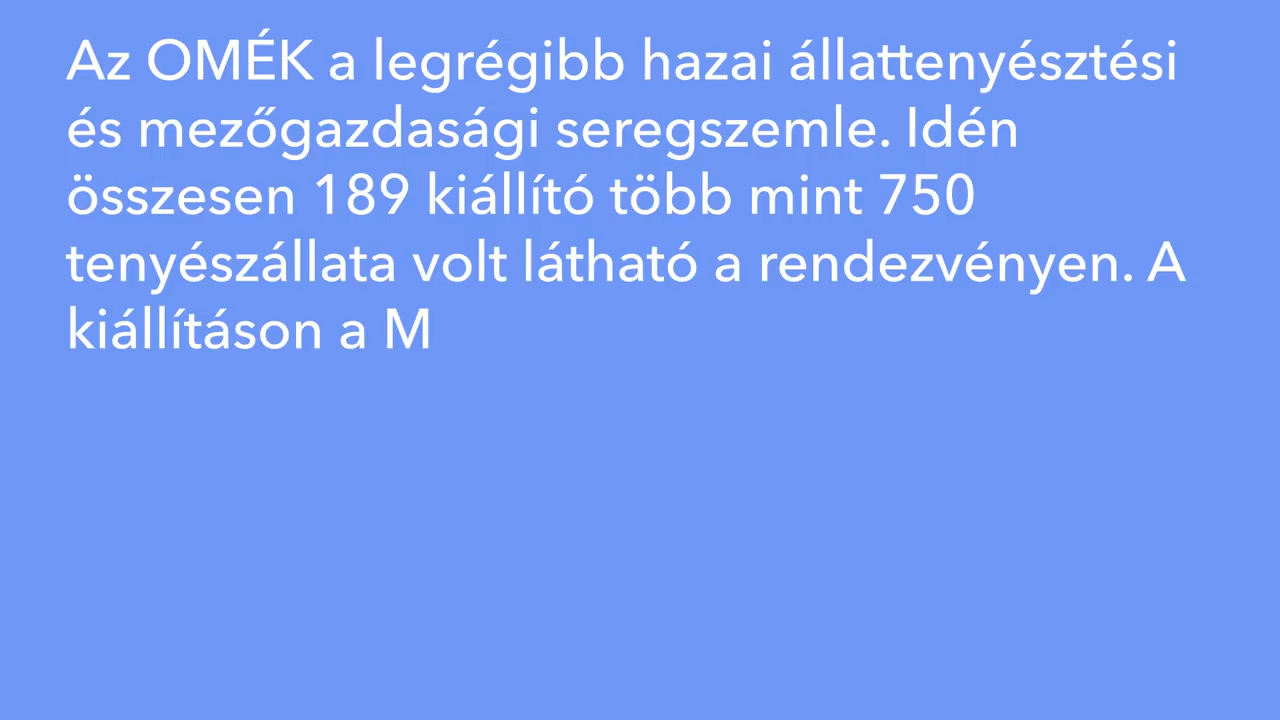 Az OMÉK a legrégibb hazai állattenyésztési
és mezőgazdasági seregszemle. Idén
összesen 189 kiállító több mint 750
tenyészállata volt látható a rendezvényen. A
kiállításon a M